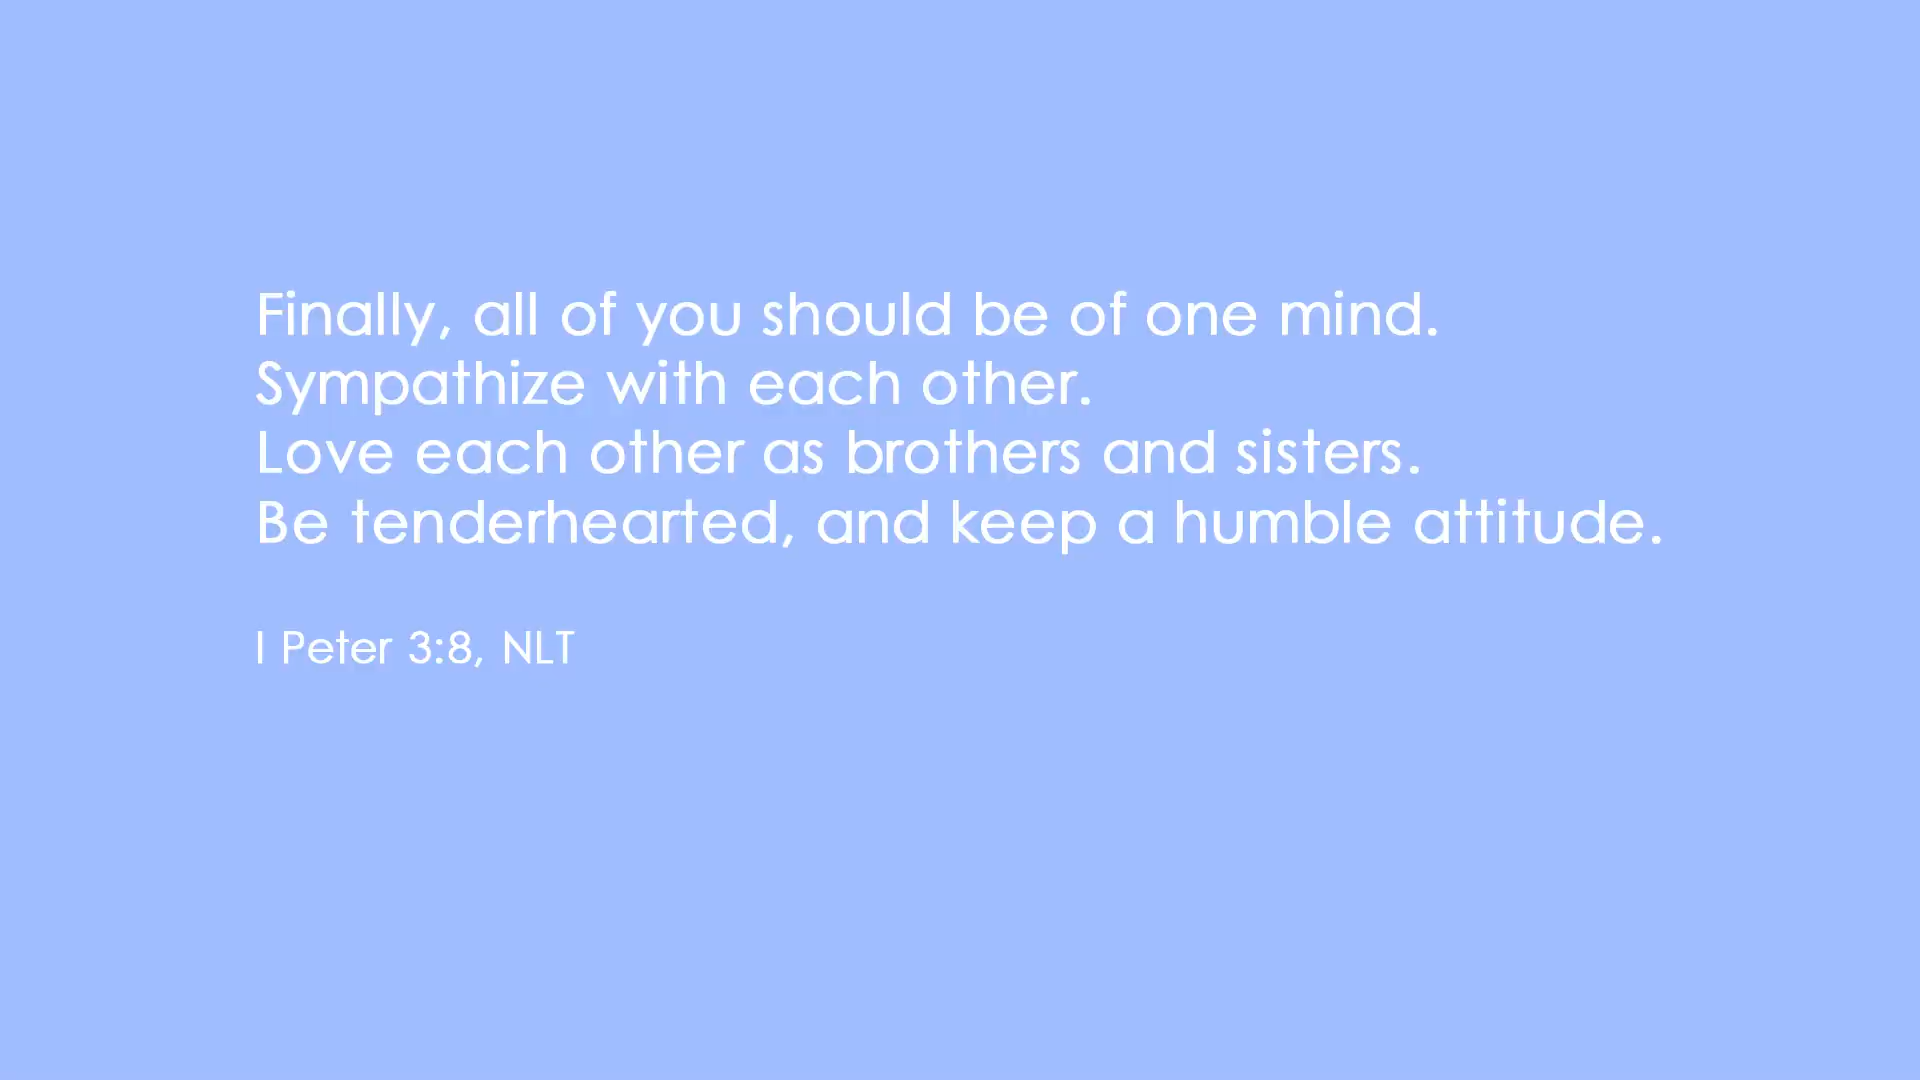 Finally, all of you should be of one mind.
Sympathize with each other.
Love each other as brothers and sisters.
Be tenderhearted, and keep a humble attitude.
I Peter 3:8, NLT